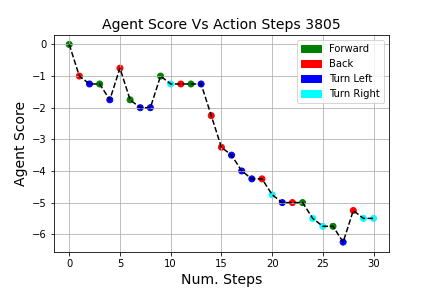 Agent Score Vs Action Steps 3805
Agent Score
0
−1
−2
−3
−4
−5
−6
Forward
Back
Turn Left
Turn Right
0 5 10 15 20 25 30
Num. Steps